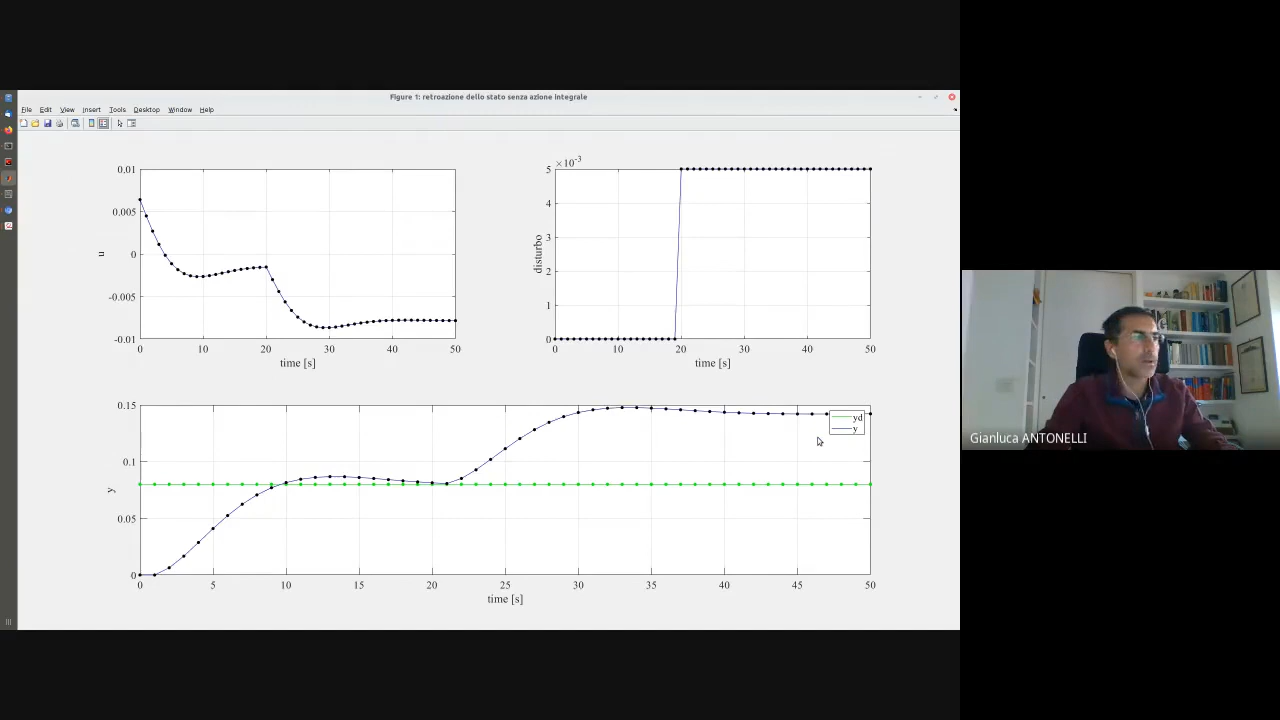 Figure 1: retroazione dello stato senza azione integrale
File Edit View Insert Tools Desktop Window Help
0.01
0.005
0
-0.005
-0.01
u
0 10 20 30 40 50
time [s]
×10⁻³
5
4
3
2
1
0
disturbo
0 10 20 30 40 50
time [s]
0.15
0.1
0.05
0
y
yd
y
0 5 10 15 20 25 30 35 40 45 50
time [s]
Gianluca ANTONELLI